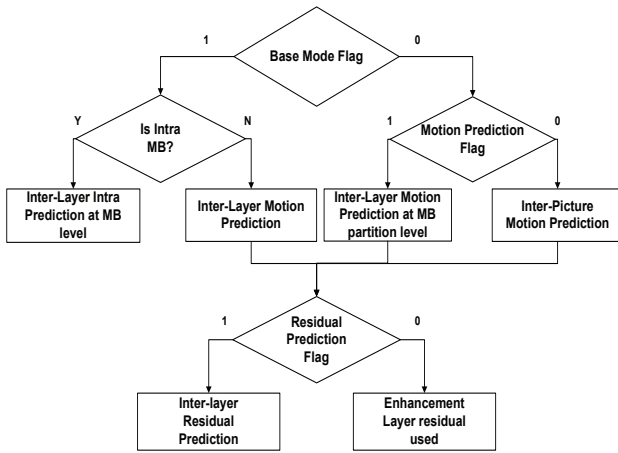 1
0
Base Mode Flag
Y
N
1
0
Is Intra
MB?
Motion Prediction
Flag
Inter-Layer Intra
Prediction at MB
level
Inter-Layer Motion
Prediction
Inter-Layer Motion
Prediction at MB
partition level
Inter-Picture
Motion Prediction
1
0
Residual
Prediction
Flag
Inter-layer
Residual
Prediction
Enhancement
Layer residual
used